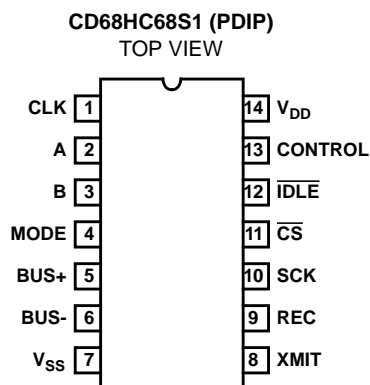 CD68HC68S1 (PDIP)
TOP VIEW
CLK 1 14 VDD
A 2 13 CONTROL
B 3 12 IDLE
MODE 4 11 CS
BUS+ 5 10 SCK
BUS- 6 9 REC
VSS 7 8 XMIT